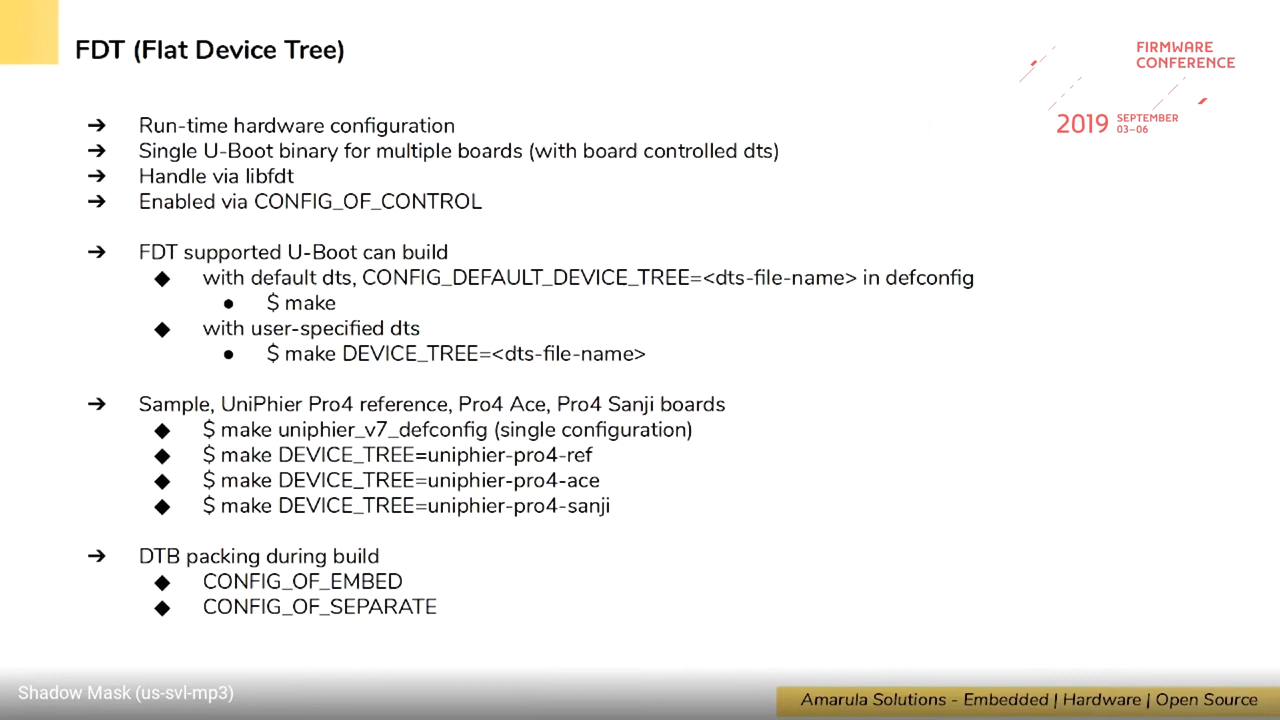 FDT (Flat Device Tree)
FIRMWARE
CONFERENCE
2019 SEPTEMBER
03–06
➔ Run-time hardware configuration
➔ Single U-Boot binary for multiple boards (with board controlled dts)
➔ Handle via libfdt
➔ Enabled via CONFIG_OF_CONTROL
➔ FDT supported U-Boot can build
◆ with default dts, CONFIG_DEFAULT_DEVICE_TREE=<dts-file-name> in defconfig
● $ make
◆ with user-specified dts
● $ make DEVICE_TREE=<dts-file-name>
➔ Sample, UniPhier Pro4 reference, Pro4 Ace, Pro4 Sanji boards
◆ $ make uniphier_v7_defconfig (single configuration)
◆ $ make DEVICE_TREE=uniphier-pro4-ref
◆ $ make DEVICE_TREE=uniphier-pro4-ace
◆ $ make DEVICE_TREE=uniphier-pro4-sanji
➔ DTB packing during build
◆ CONFIG_OF_EMBED
◆ CONFIG_OF_SEPARATE
Shadow Mask (us-svl-mp3)
Amarula Solutions - Embedded | Hardware | Open Source